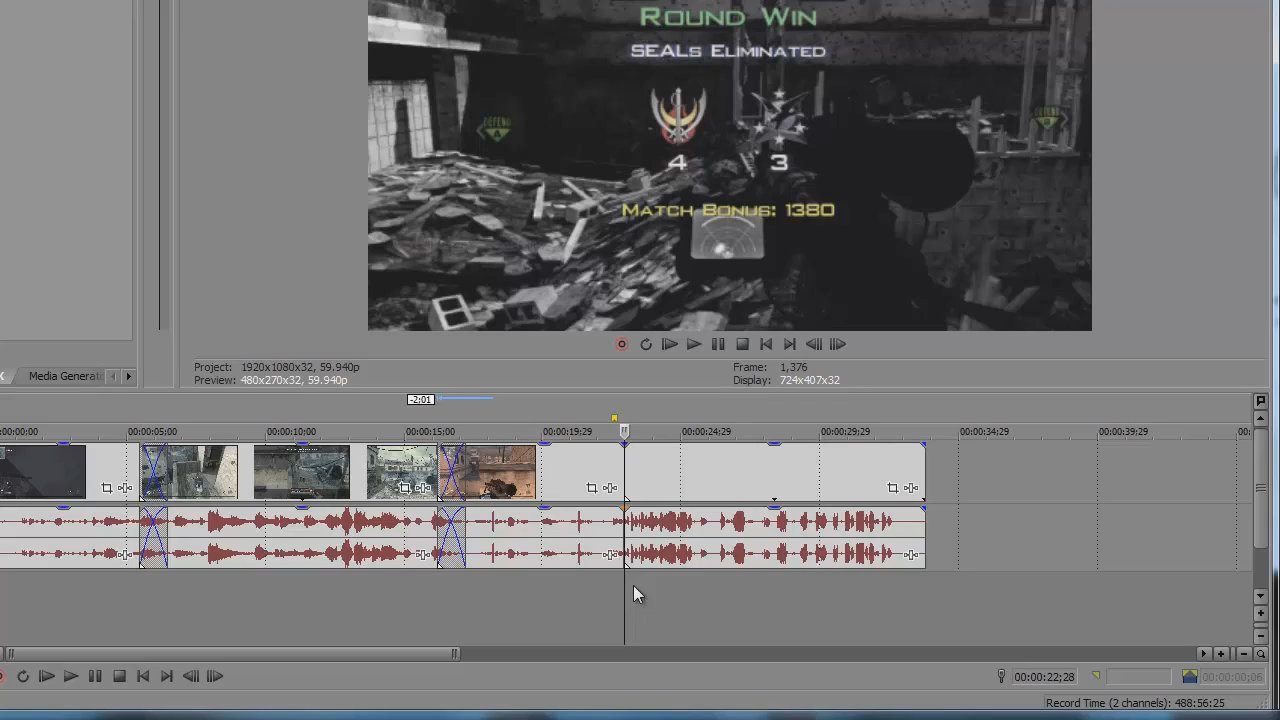 ROUND WIN
SEALS ELIMINATED
DEFEND
A
DEFEND
B
4 3
MATCH BONUS: 1380
Project: 1920x1080x32, 59.940p
Preview: 480x270x32, 59.940p
Frame: 1,376
Display: 724x407x32
Media Generat
-2;01
00:00:00 00:00:05;00 00:00:10;00 00:00:15;00 00:00:19;29 00:00:24;29 00:00:29;29 00:00:34;29 00:00:39;29 00:
00:00:22;28 00:00:00;06
Record Time (2 channels): 488:56:25